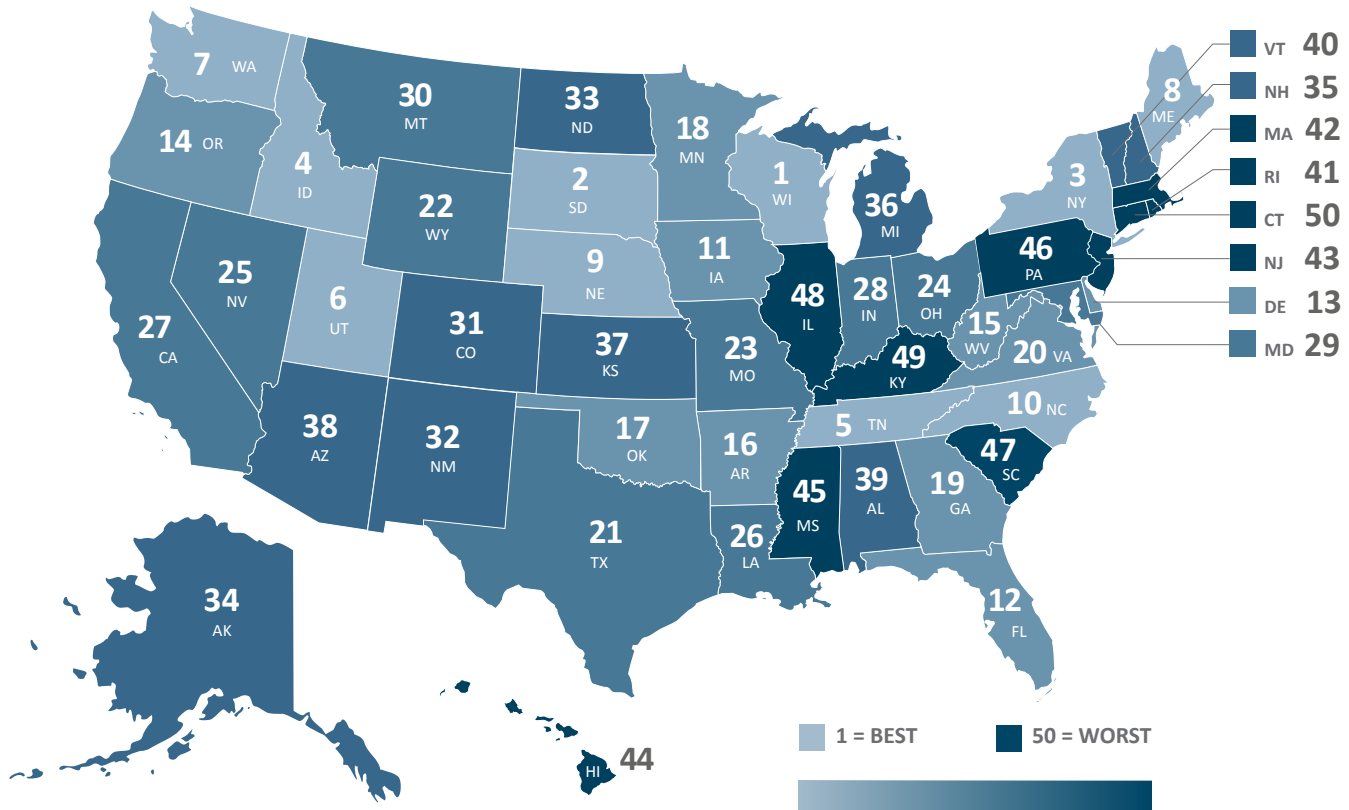 7 WA
14 OR
4
ID
30
MT
33
ND
18
MN
1
WI
2
SD
22
WY
11
IA
9
NE
25
NV
6
UT
27
CA
31
CO
37
KS
23
MO
48
IL
28
IN
24
OH
36
MI
46
PA
3
NY
8
ME
VT 40
NH 35
MA 42
RI 41
CT 50
NJ 43
DE 13
MD 29
15
WV
20 VA
49
KY
5 TN
10 NC
47
SC
38
AZ
32
NM
17
OK
16
AR
21
TX
26
LA
45
MS
39
AL
19
GA
12
FL
34
AK
HI 44
1 = BEST
50 = WORST